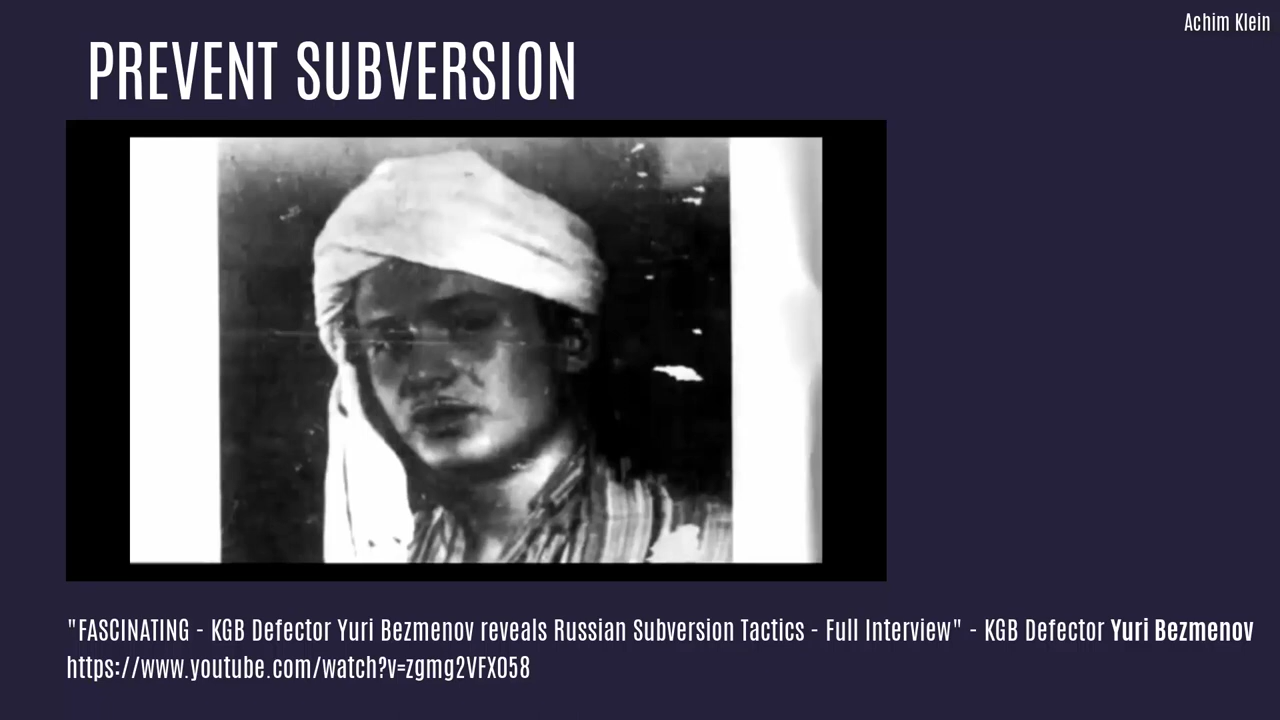 Achim Klein
PREVENT SUBVERSION
"FASCINATING - KGB Defector Yuri Bezmenov reveals Russian Subversion Tactics - Full Interview" - KGB Defector Yuri Bezmenov
https://www.youtube.com/watch?v=zgmg2VFXO58